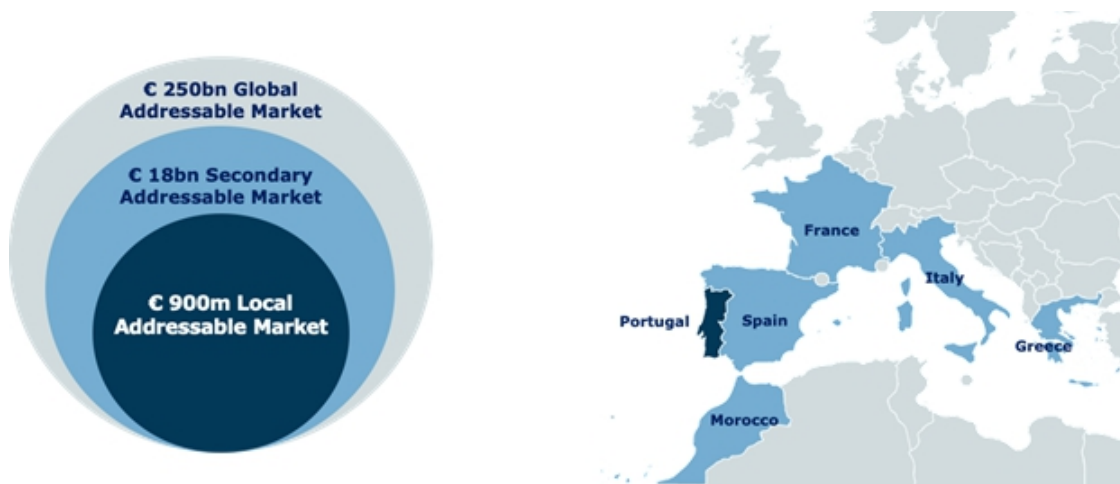 € 250bn Global
Addressable Market
€ 18bn Secondary
Addressable Market
€ 900m Local
Addressable Market
France
Italy
Portugal
Spain
Greece
Morocco